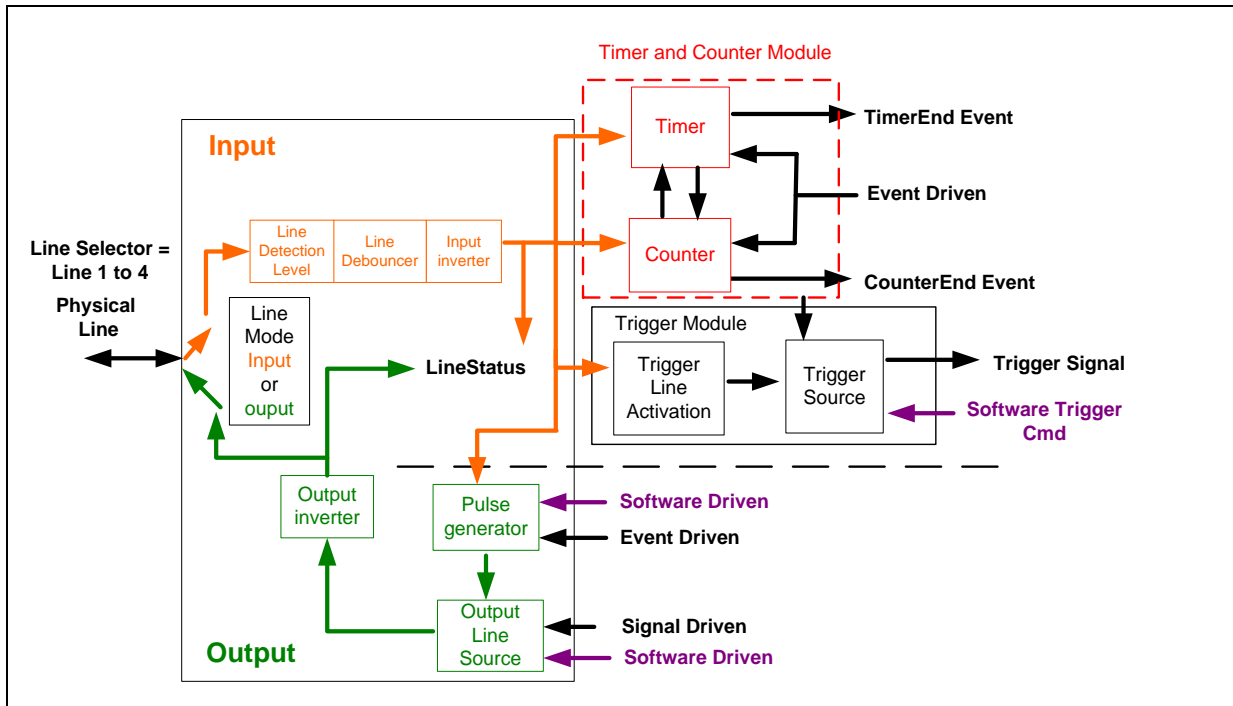 Timer and Counter Module
Timer
TimerEnd Event
Input
Event Driven
Line
Detection
Level
Line
Debouncer
Input
inverter
Counter
CounterEnd Event
Line Selector =
Line 1 to 4
Physical
Line
Line
Mode
Input
or
ouput
LineStatus
Trigger Module
Trigger
Line
Activation
Trigger
Source
Trigger Signal
Software Trigger
Cmd
Output
inverter
Pulse
generator
Software Driven
Event Driven
Output
Line
Source
Signal Driven
Software Driven
Output